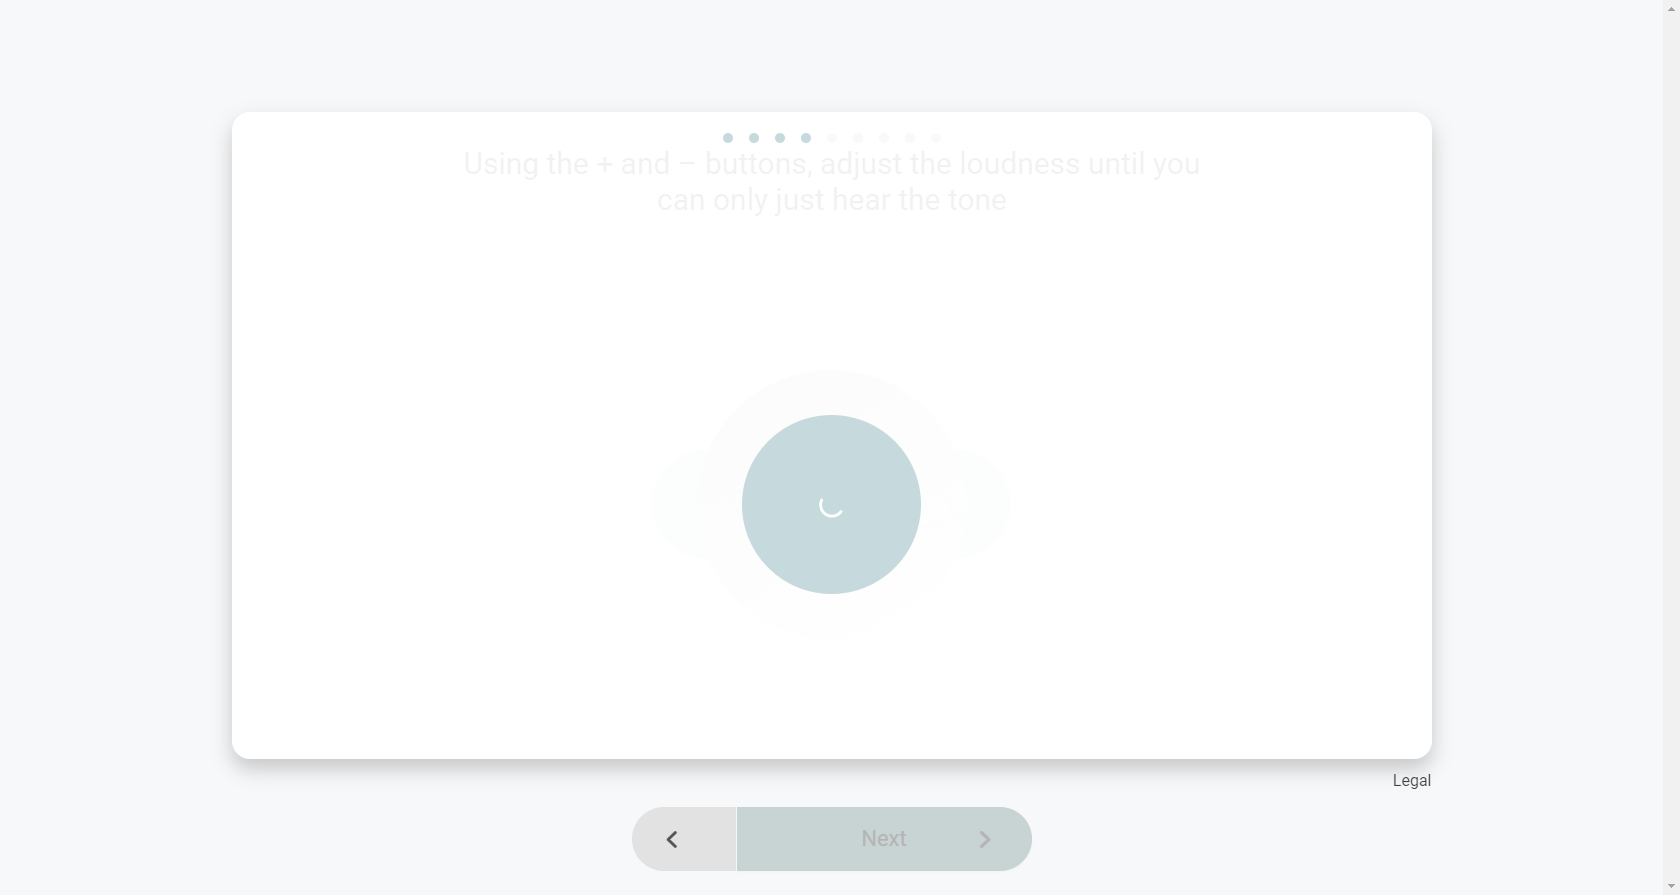 Using the + and – buttons, adjust the loudness until you
can only just hear the tone
Legal
Next